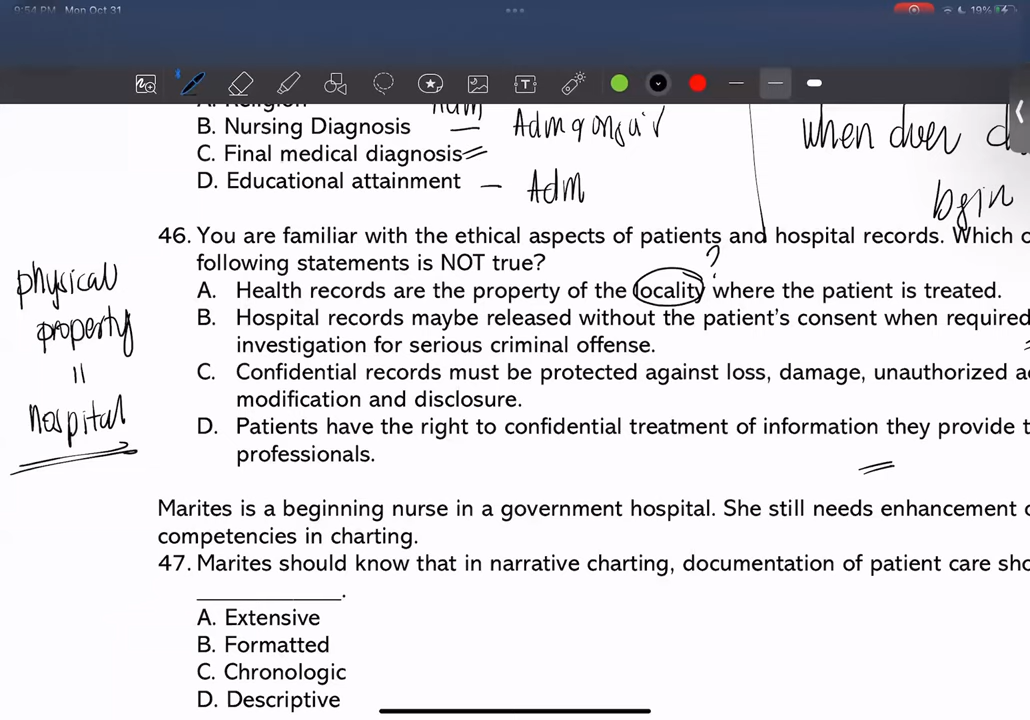 9:54 PM Mon Oct 31
19%
A. Religion
Adm
B. Nursing Diagnosis
C. Final medical diagnosis
D. Educational attainment
Adm
when
46. You are familiar with the ethical aspects of patients and hospital records. Which
following statements is NOT true?
?
A. Health records are the property of the locality where the patient is treated.
B. Hospital records maybe released without the patient's consent when required
investigation for serious criminal offense.
C. Confidential records must be protected against loss, damage, unauthorized
modification and disclosure.
D. Patients have the right to confidential treatment of information they provide
professionals.
physical
property
=
hospital
Marites is a beginning nurse in a government hospital. She still needs enhancement
competencies in charting.
47. Marites should know that in narrative charting, documentation of patient care
____________.
A. Extensive
B. Formatted
C. Chronologic
D. Descriptive